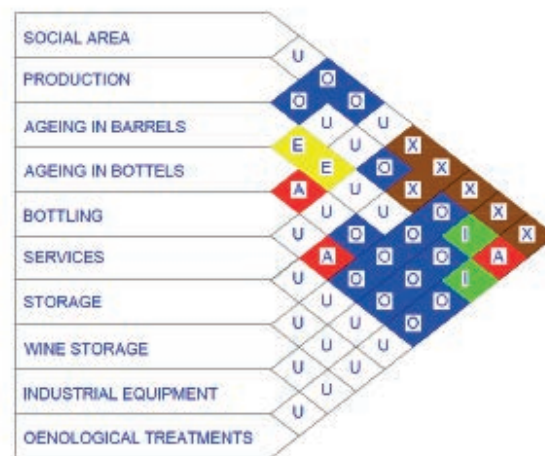 SOCIAL AREA
U
PRODUCTION O
O O
AGEING IN BARRELS U U
E U X
AGEING IN BOTTELS E O X
A U X X
BOTTLING U U O X
U O O I X
SERVICES A O O A
U O O I
STORAGE U O O
U U O
WINE STORAGE U U
U U
INDUSTRIAL EQUIPMENT U
U
OENOLOGICAL TREATMENTS